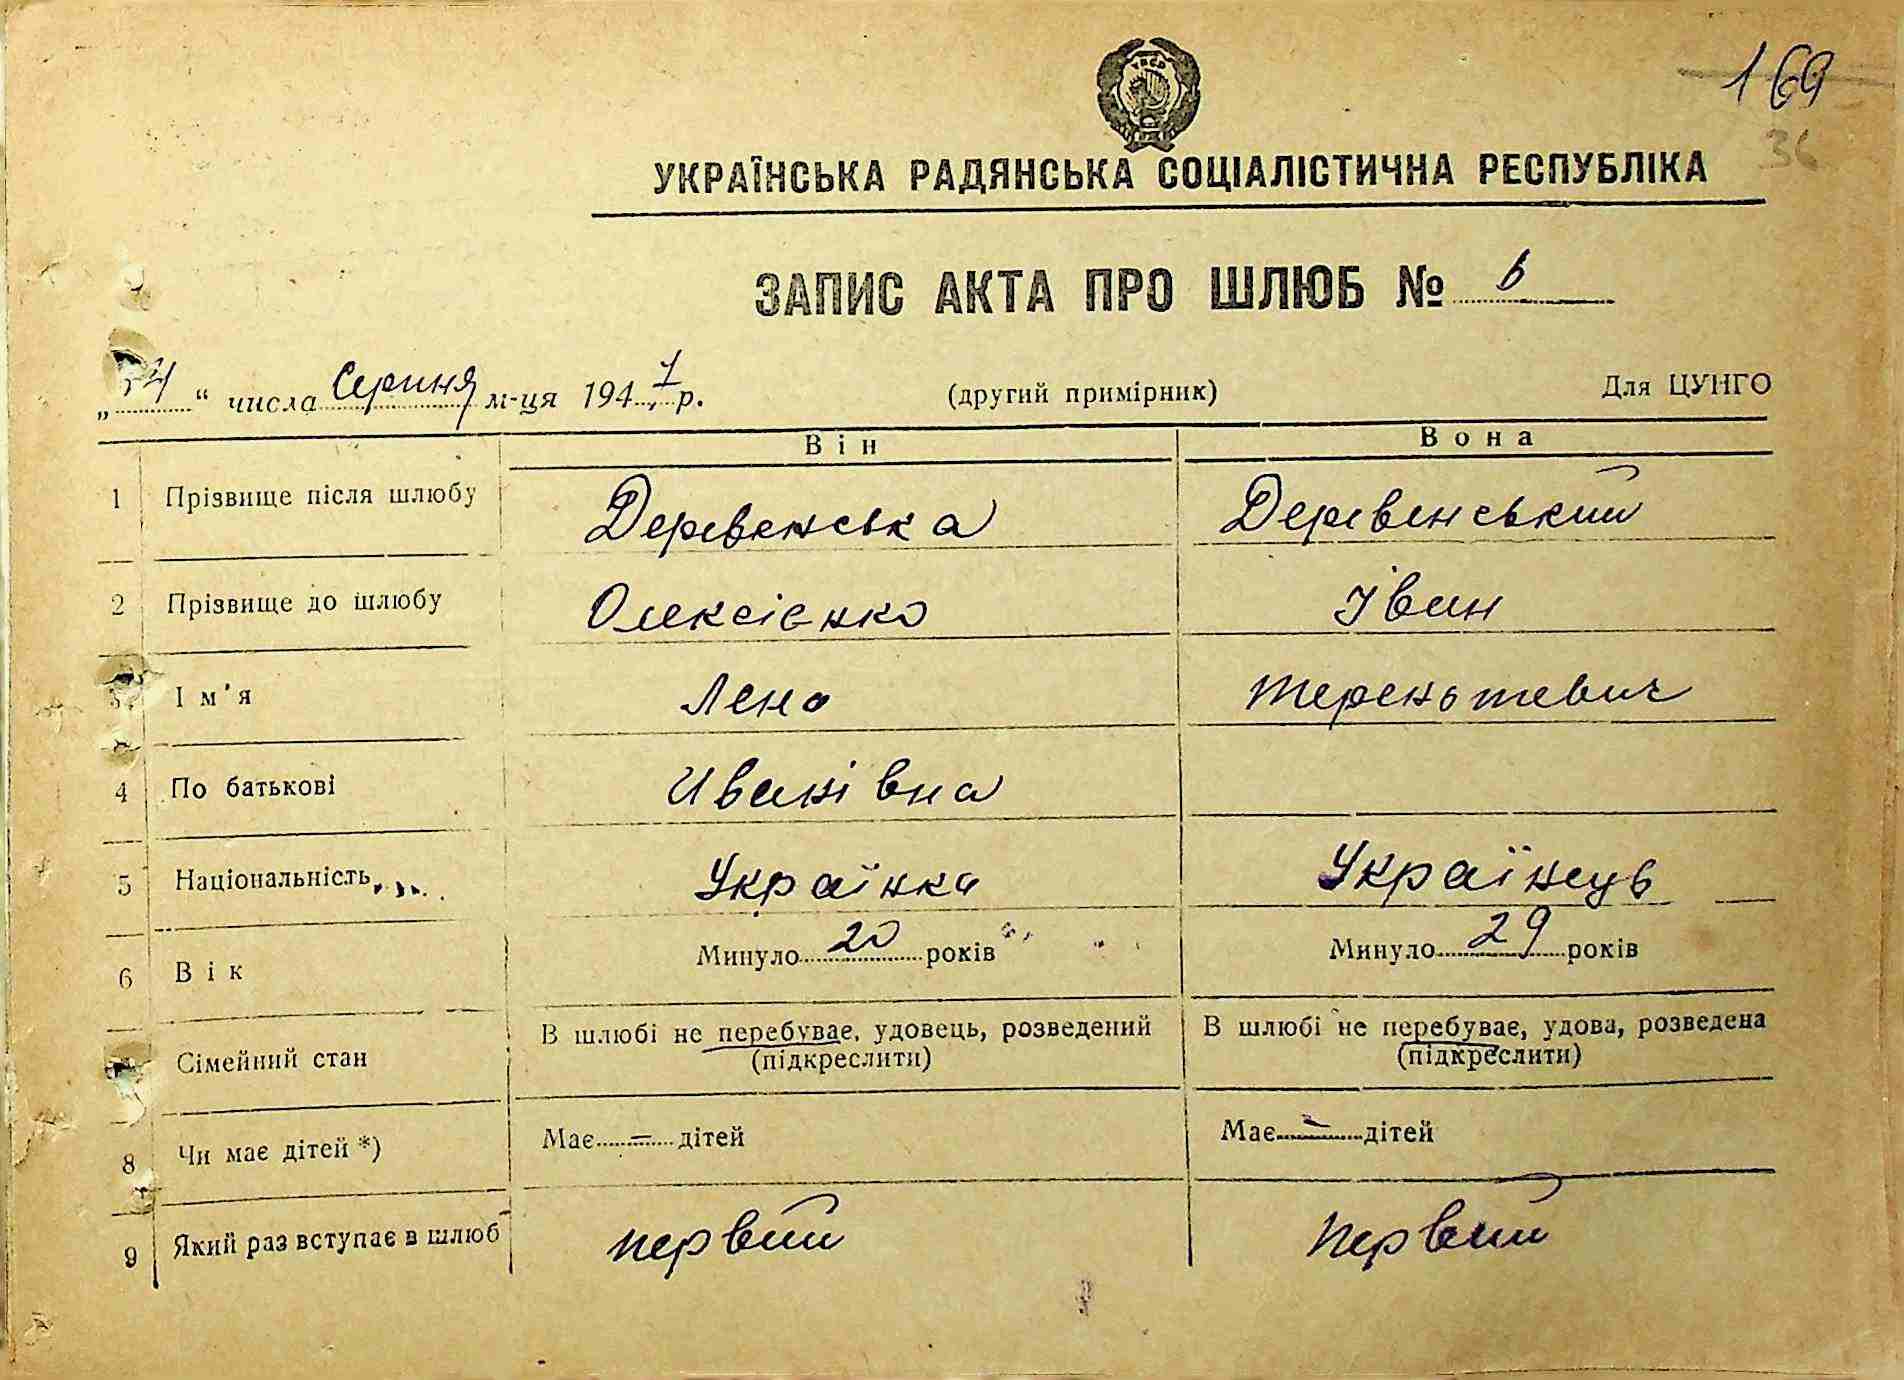 169
36
УКРАЇНСЬКА РАДЯНСЬКА СОЦІАЛІСТИЧНА РЕСПУБЛІКА
ЗАПИС АКТА ПРО ШЛЮБ № 6
„ 4 “ числа Серпня м-ця 1941 р. (другий примірник) Для ЦУНГО
Він Вона
1 Прізвище після шлюбу Деревенська Деревенський
2 Прізвище до шлюбу Олексієнко Іван
3 Ім'я Лена Терентевич
4 По батькові Иванівна
5 Національність Українка Українець
6 Вік Минуло 20 років Минуло 29 років
Сімейний стан В шлюбі не перебуває, удовець, розведений В шлюбі не перебуває, удова, розведена
(підкреслити) (підкреслити)
8 Чи має дітей *) Має — дітей Має — дітей
9 Який раз вступає в шлюб первий Первий